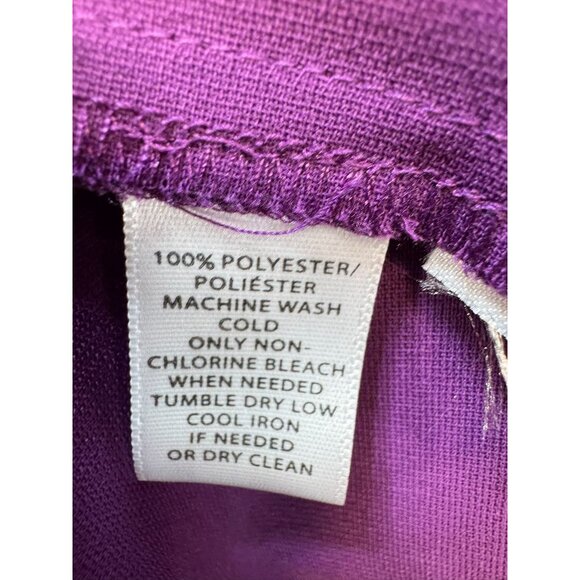 100% POLYESTER/
POLIÉSTER
MACHINE WASH
COLD
ONLY NON-
CHLORINE BLEACH
WHEN NEEDED
TUMBLE DRY LOW
COOL IRON
IF NEEDED
OR DRY CLEAN